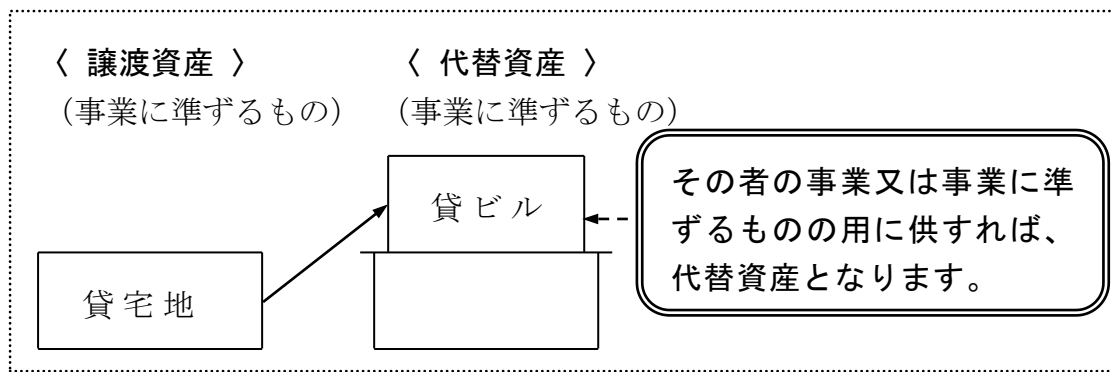 〈 譲渡資産 〉
〈 代替資産 〉
（事業に準ずるもの）
（事業に準ずるもの）
貸ビル
その者の事業又は事業に準
ずるものの用に供すれば、
代替資産となります。
貸宅地